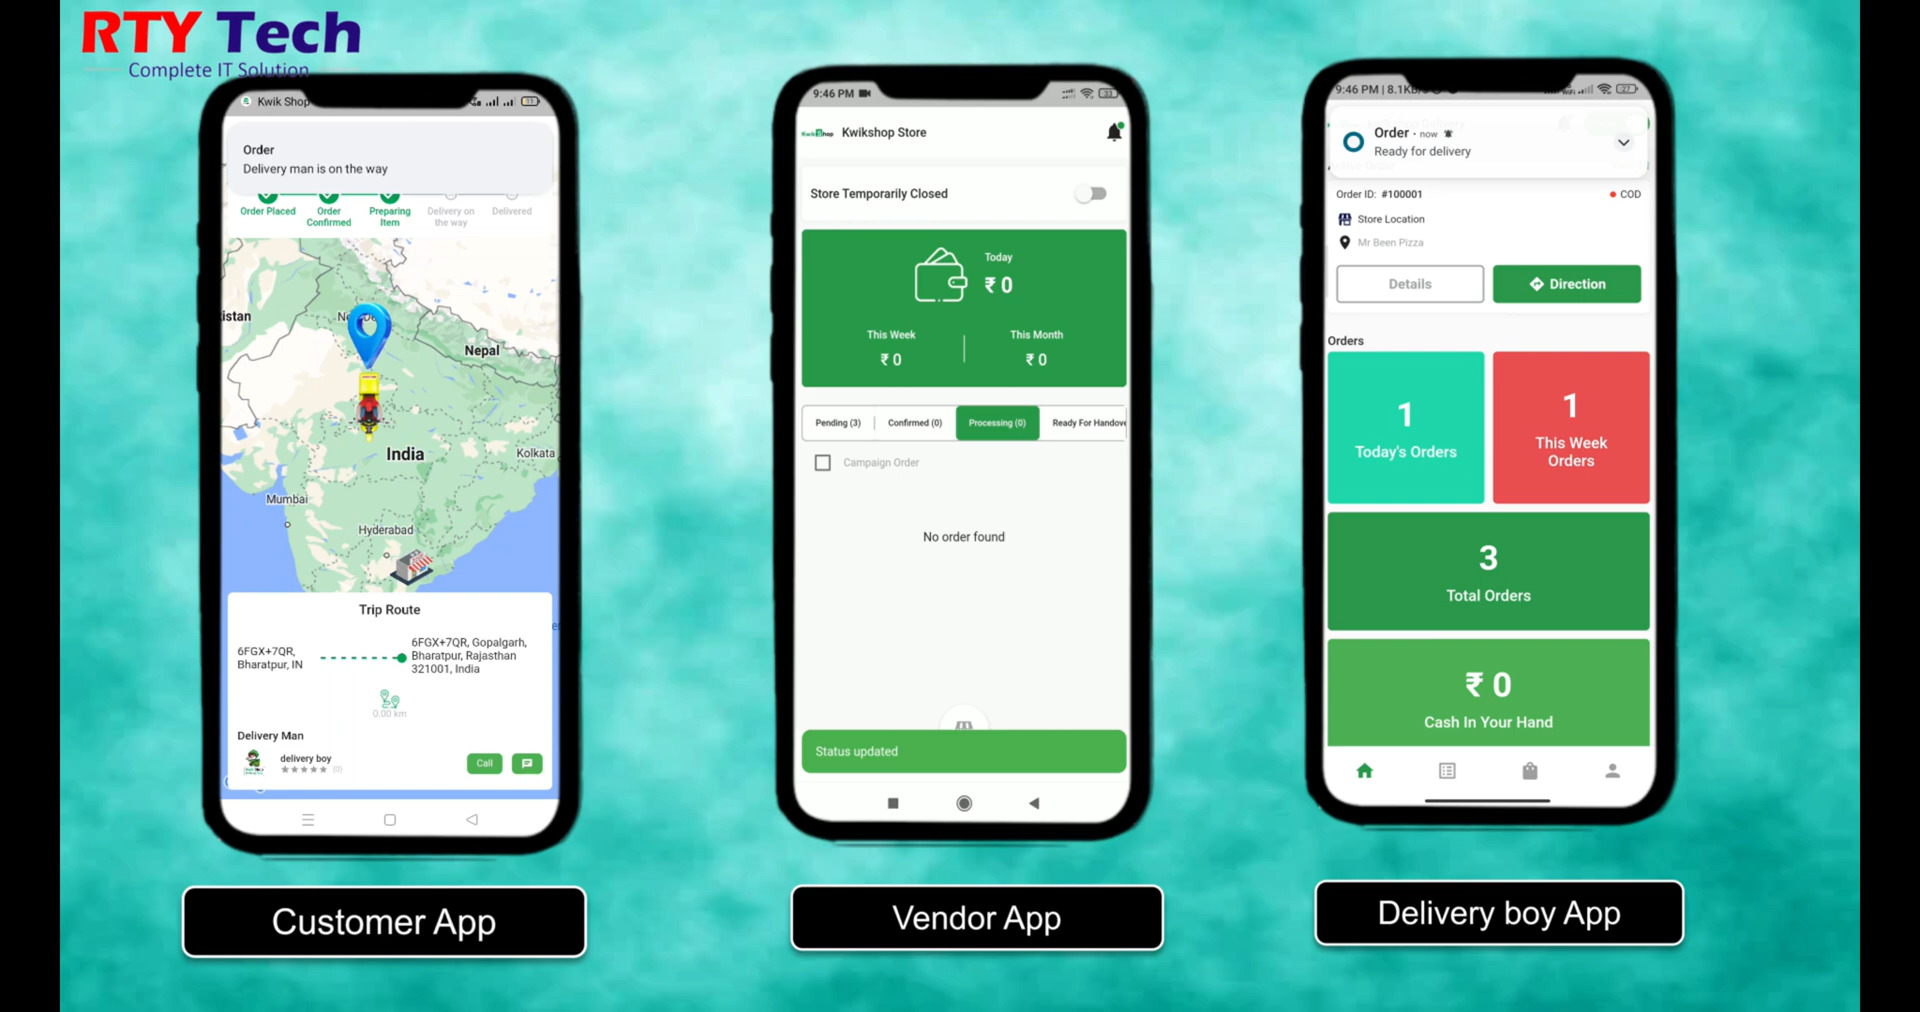 RTY Tech
Complete IT Solution
Kwik Shop
Order
Delivery man is on the way
Order Placed
Order
Confirmed
Preparing
Item
Delivery on
the way
Delivered
istan
Nepal
India
Kolkata
Mumbai
Hyderabad
Trip Route
6FGX+7QR,
Bharatpur, IN
6FGX+7QR, Gopalgarh,
Bharatpur, Rajasthan
321001, India
0.00 km
Delivery Man
delivery boy
(0)
Call
Customer App
9:46 PM
33
KwikShop
Kwikshop Store
Store Temporarily Closed
Today
₹ 0
This Week
₹ 0
This Month
₹ 0
Pending (3)
Confirmed (0)
Processing (0)
Ready For Handov
Campaign Order
No order found
Status updated
Vendor App
9:46 PM | 8.1KB/
27
Order • now
Ready for delivery
Order ID: #100001
COD
Store Location
Mr Been Pizza
Details
Direction
Orders
1
Today's Orders
1
This Week
Orders
3
Total Orders
₹ 0
Cash In Your Hand
Delivery boy App